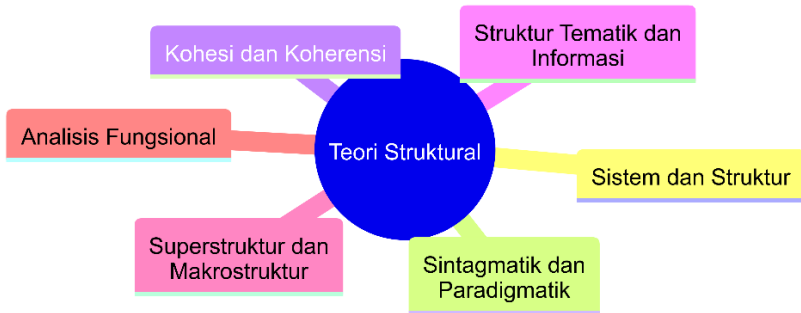 Kohesi dan Koherensi
Struktur Tematik dan
Informasi
Analisis Fungsional
Teori Struktural
Sistem dan Struktur
Superstruktur dan
Makrostruktur
Sintagmatik dan
Paradigmatik